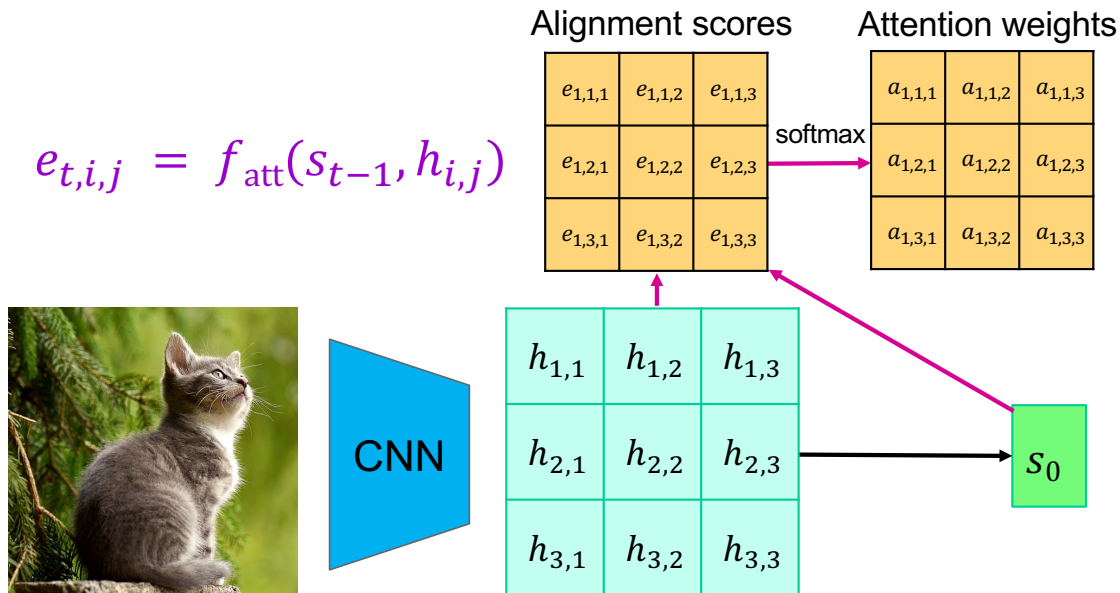 Alignment scores
Attention weights
e_{t,i,j} = f_{att}(s_{t−1}, h_{i,j})
e_{1,1,1} e_{1,1,2} e_{1,1,3}
e_{1,2,1} e_{1,2,2} e_{1,2,3}
e_{1,3,1} e_{1,3,2} e_{1,3,3}
softmax
a_{1,1,1} a_{1,1,2} a_{1,1,3}
a_{1,2,1} a_{1,2,2} a_{1,2,3}
a_{1,3,1} a_{1,3,2} a_{1,3,3}
CNN
h_{1,1} h_{1,2} h_{1,3}
h_{2,1} h_{2,2} h_{2,3}
h_{3,1} h_{3,2} h_{3,3}
s_0